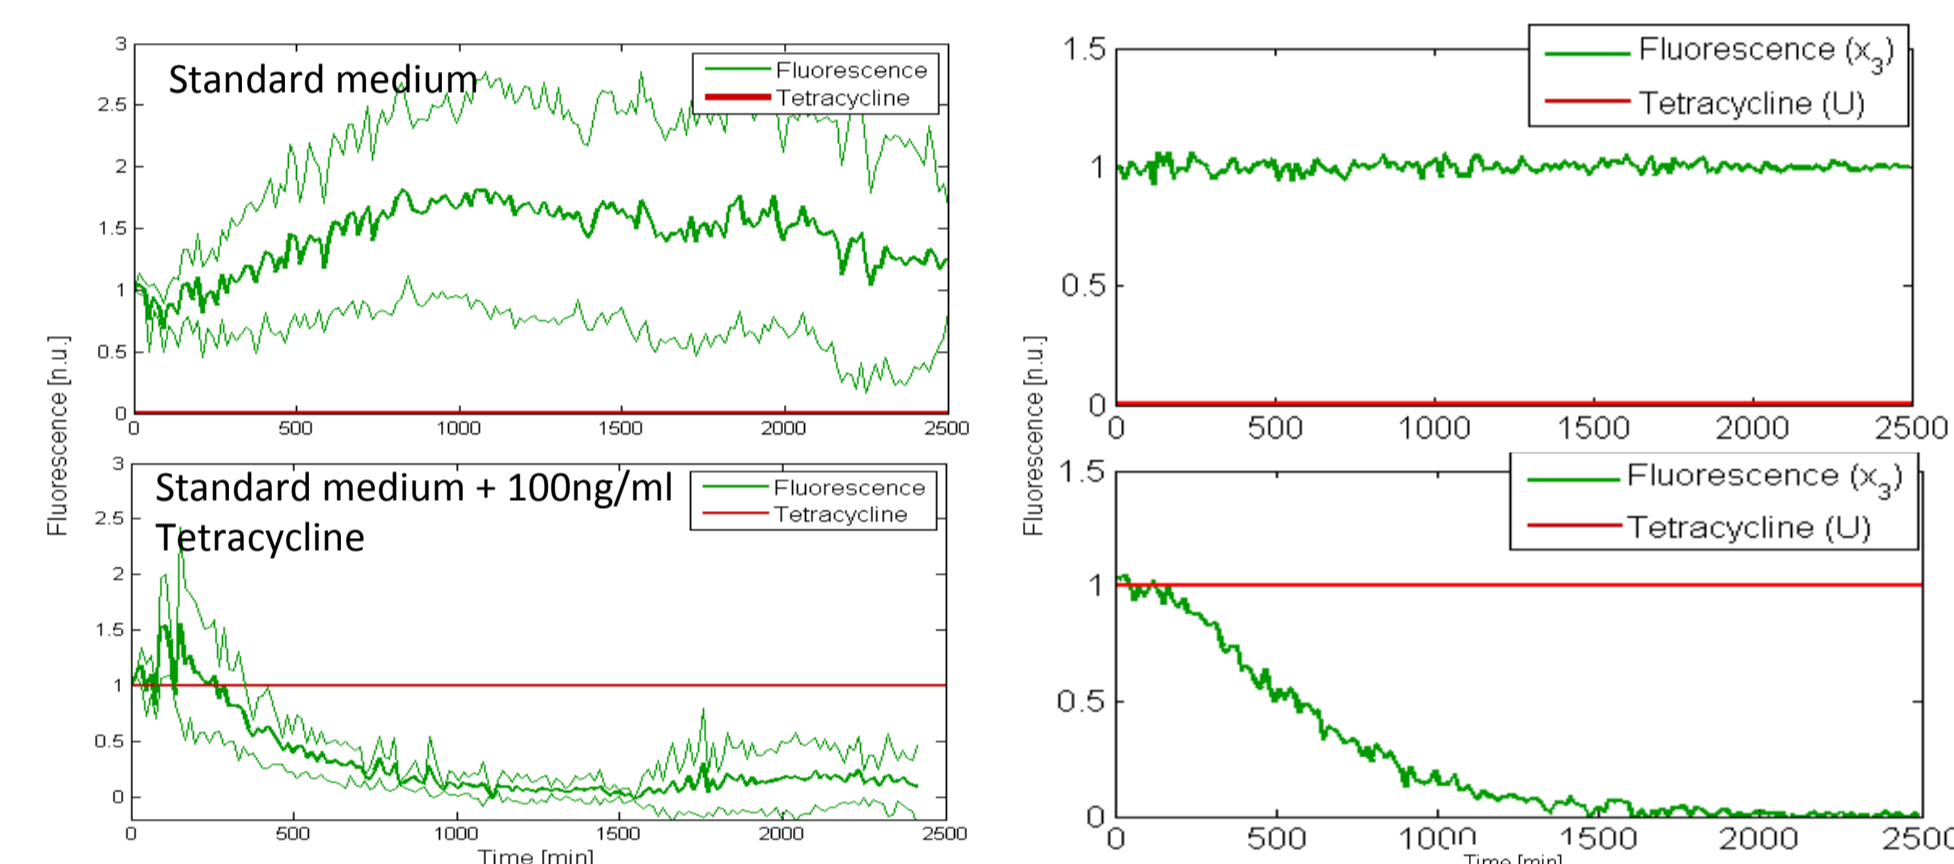 3
2.5
2
1.5
1
0.5
0
Standard medium
Fluorescence
Tetracycline
0 500 1000 1500 2000 2500
Fluorescence [n.u.]
3
2.5
2
1.5
1
0.5
0
Standard medium + 100ng/ml
Tetracycline
Fluorescence
Tetracycline
0 500 1000 1500 2000 2500
Time [min]
1.5
1
0.5
0
Fluorescence (x₃)
Tetracycline (U)
0 500 1000 1500 2000 2500
Fluorescence [n.u.]
1.5
1
0.5
0
Fluorescence (x₃)
Tetracycline (U)
0 500 1000 1500 2000 2500
Time [min]